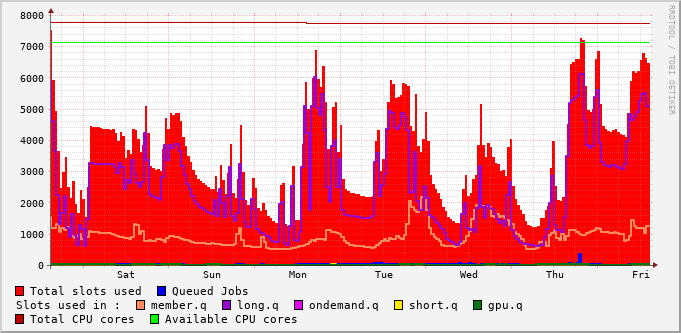 8000
7000
6000
5000
4000
3000
2000
1000
0
Sat Sun Mon Tue Wed Thu Fri
RRDTOOL / TOBI OETIKER
Total slots used Queued Jobs
Slots used in : member.q long.q ondemand.q short.q gpu.q
Total CPU cores Available CPU cores